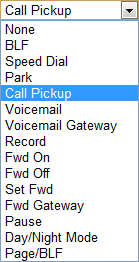 Call Pickup
None
BLF
Speed Dial
Park
Call Pickup
Voicemail
Voicemail Gateway
Record
Fwd On
Fwd Off
Set Fwd
Fwd Gateway
Pause
Day/Night Mode
Page/BLF